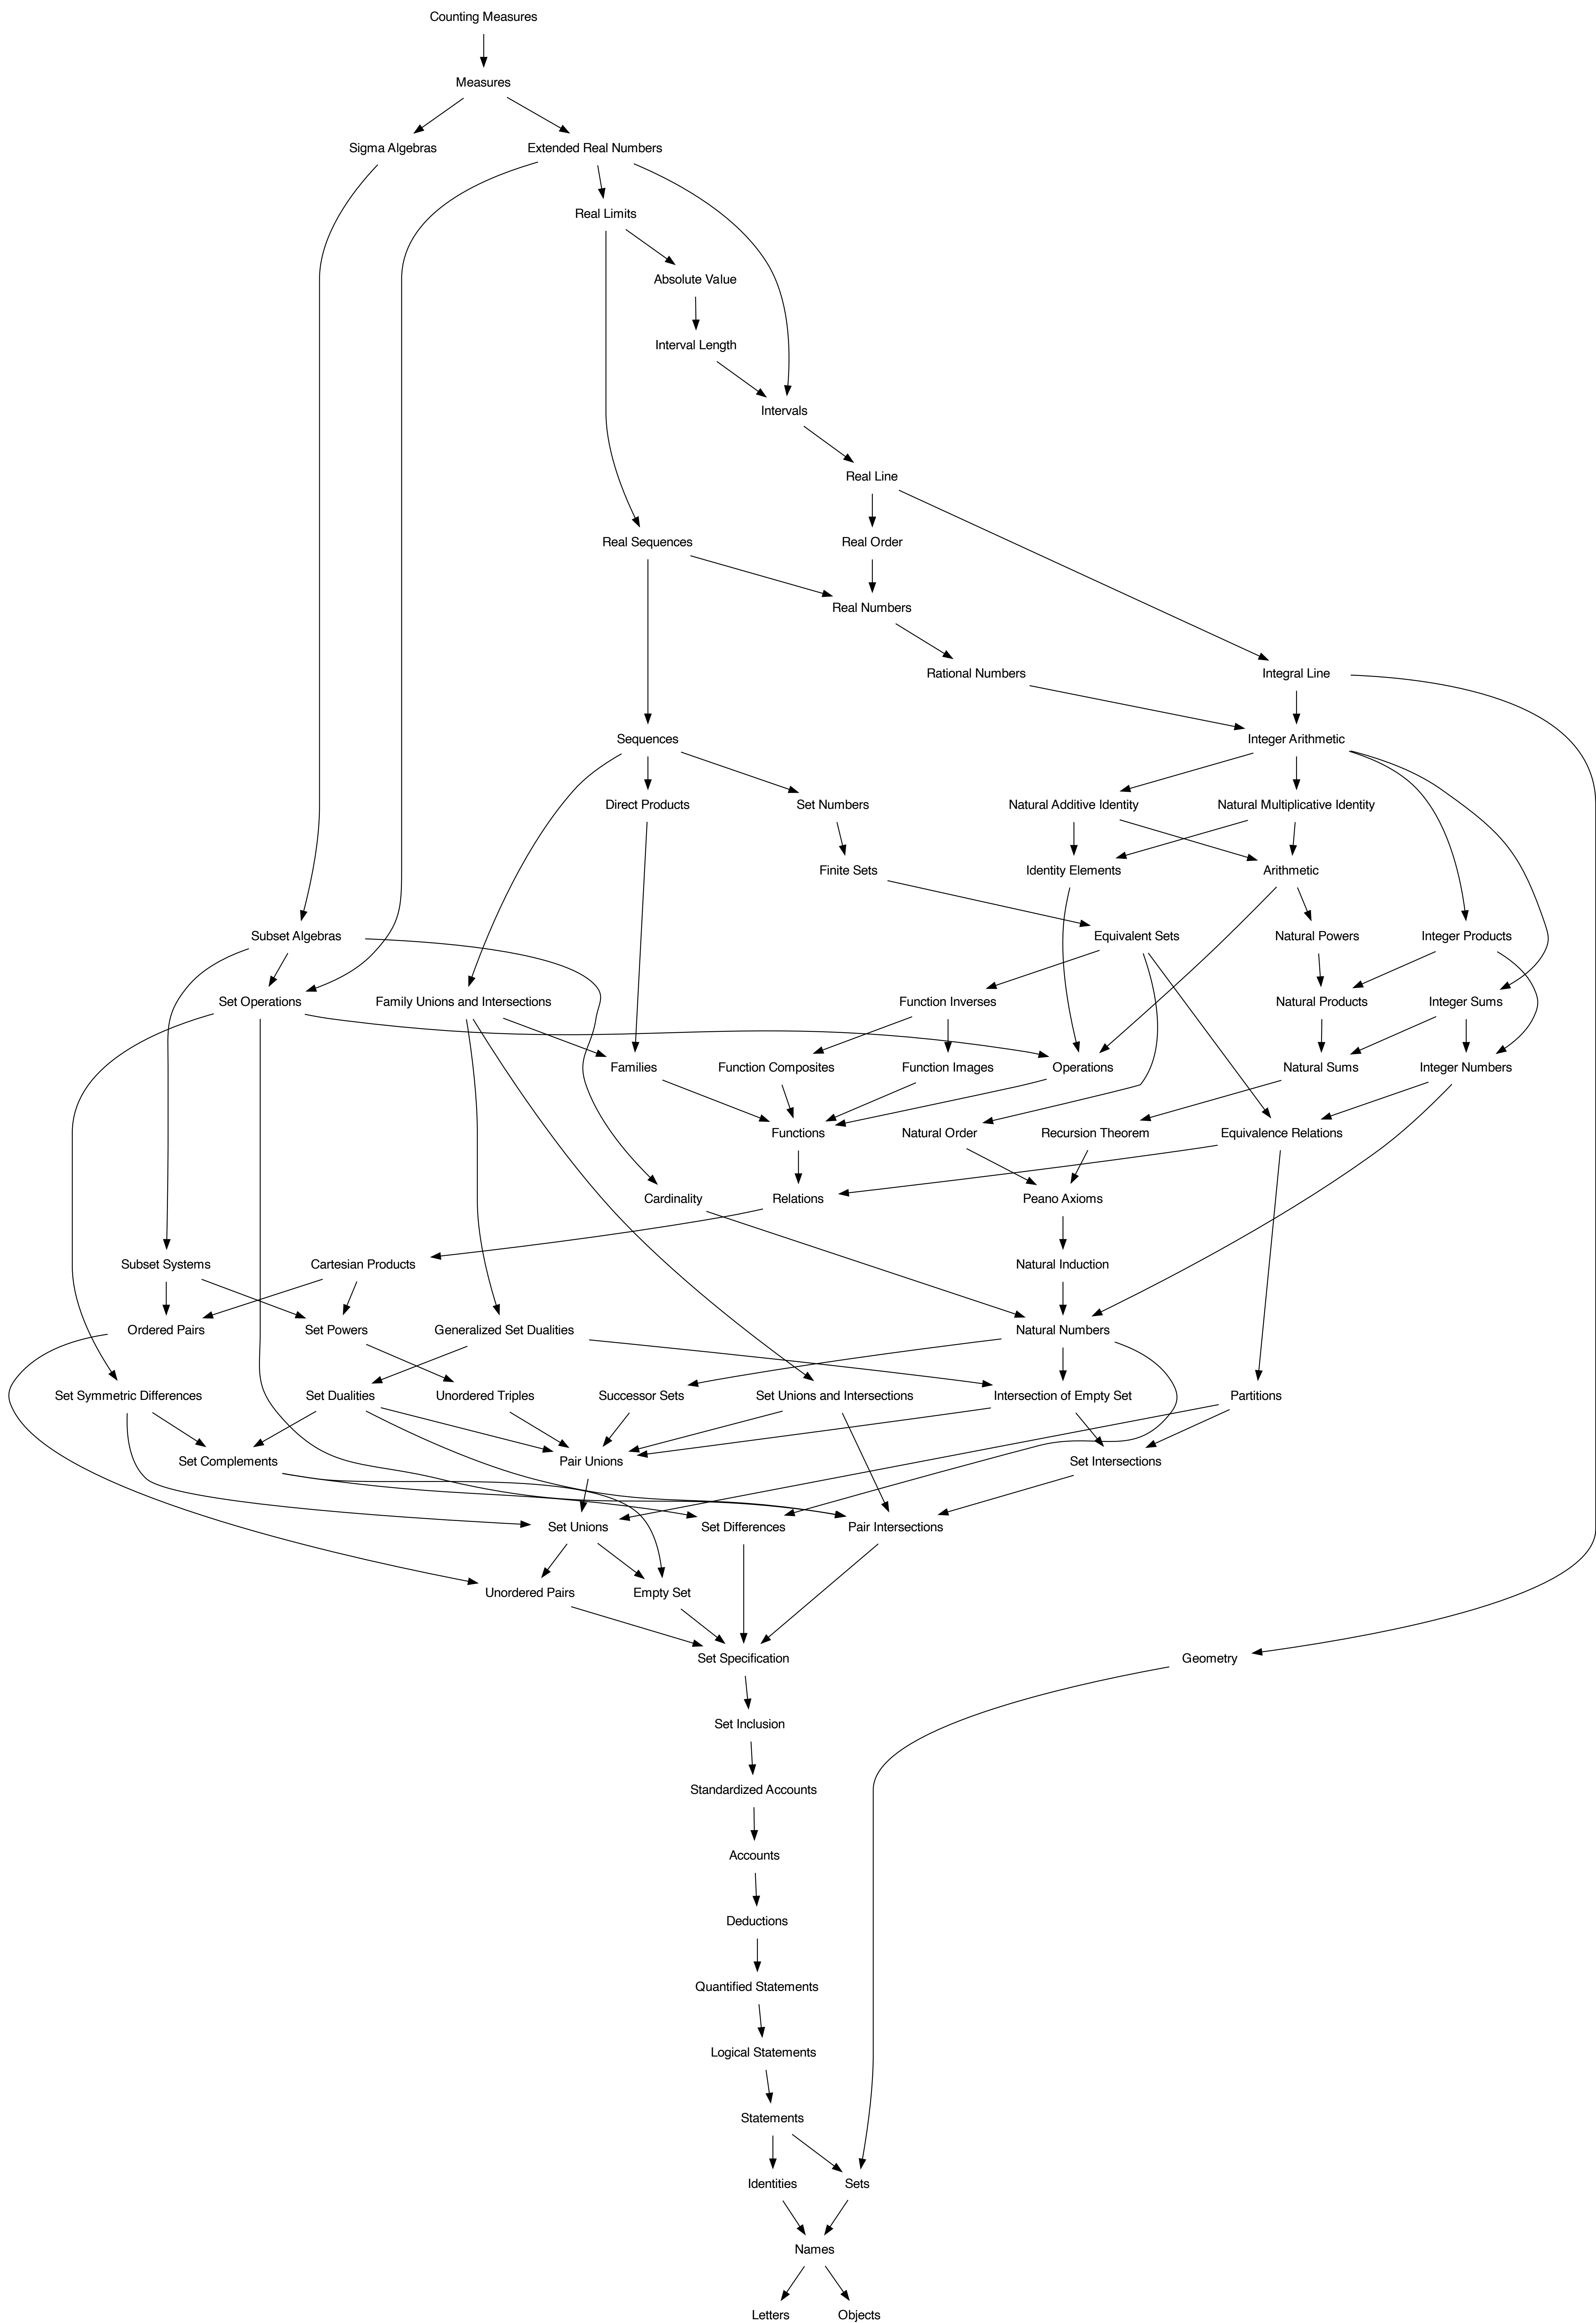 Counting Measures
Measures
Sigma Algebras
Extended Real Numbers
Real Limits
Absolute Value
Interval Length
Intervals
Real Line
Real Sequences
Real Order
Real Numbers
Rational Numbers
Integral Line
Sequences
Integer Arithmetic
Direct Products
Set Numbers
Natural Additive Identity
Natural Multiplicative Identity
Finite Sets
Identity Elements
Arithmetic
Subset Algebras
Equivalent Sets
Natural Powers
Integer Products
Set Operations
Family Unions and Intersections
Function Inverses
Natural Products
Integer Sums
Families
Function Composites
Function Images
Operations
Natural Sums
Integer Numbers
Functions
Natural Order
Recursion Theorem
Equivalence Relations
Cardinality
Relations
Peano Axioms
Subset Systems
Cartesian Products
Natural Induction
Ordered Pairs
Set Powers
Generalized Set Dualities
Natural Numbers
Set Symmetric Differences
Set Dualities
Unordered Triples
Successor Sets
Set Unions and Intersections
Intersection of Empty Set
Partitions
Set Complements
Pair Unions
Set Intersections
Set Unions
Set Differences
Pair Intersections
Unordered Pairs
Empty Set
Set Specification
Geometry
Set Inclusion
Standardized Accounts
Accounts
Deductions
Quantified Statements
Logical Statements
Statements
Identities
Sets
Names
Letters
Objects